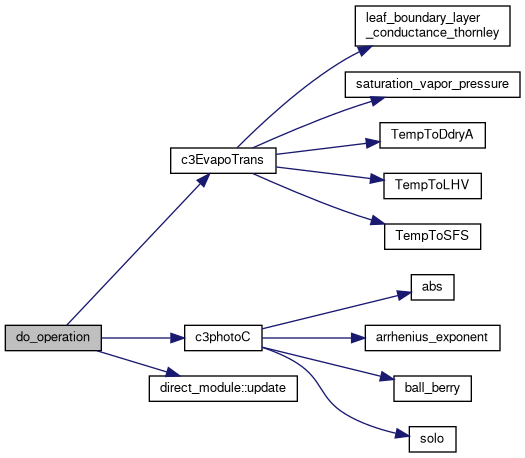 leaf_boundary_layer
_conductance_thornley
saturation_vapor_pressure
TempToDdryA
c3EvapoTrans
TempToLHV
TempToSFS
abs
do_operation
c3photoC
arrhenius_exponent
direct_module::update
ball_berry
solo